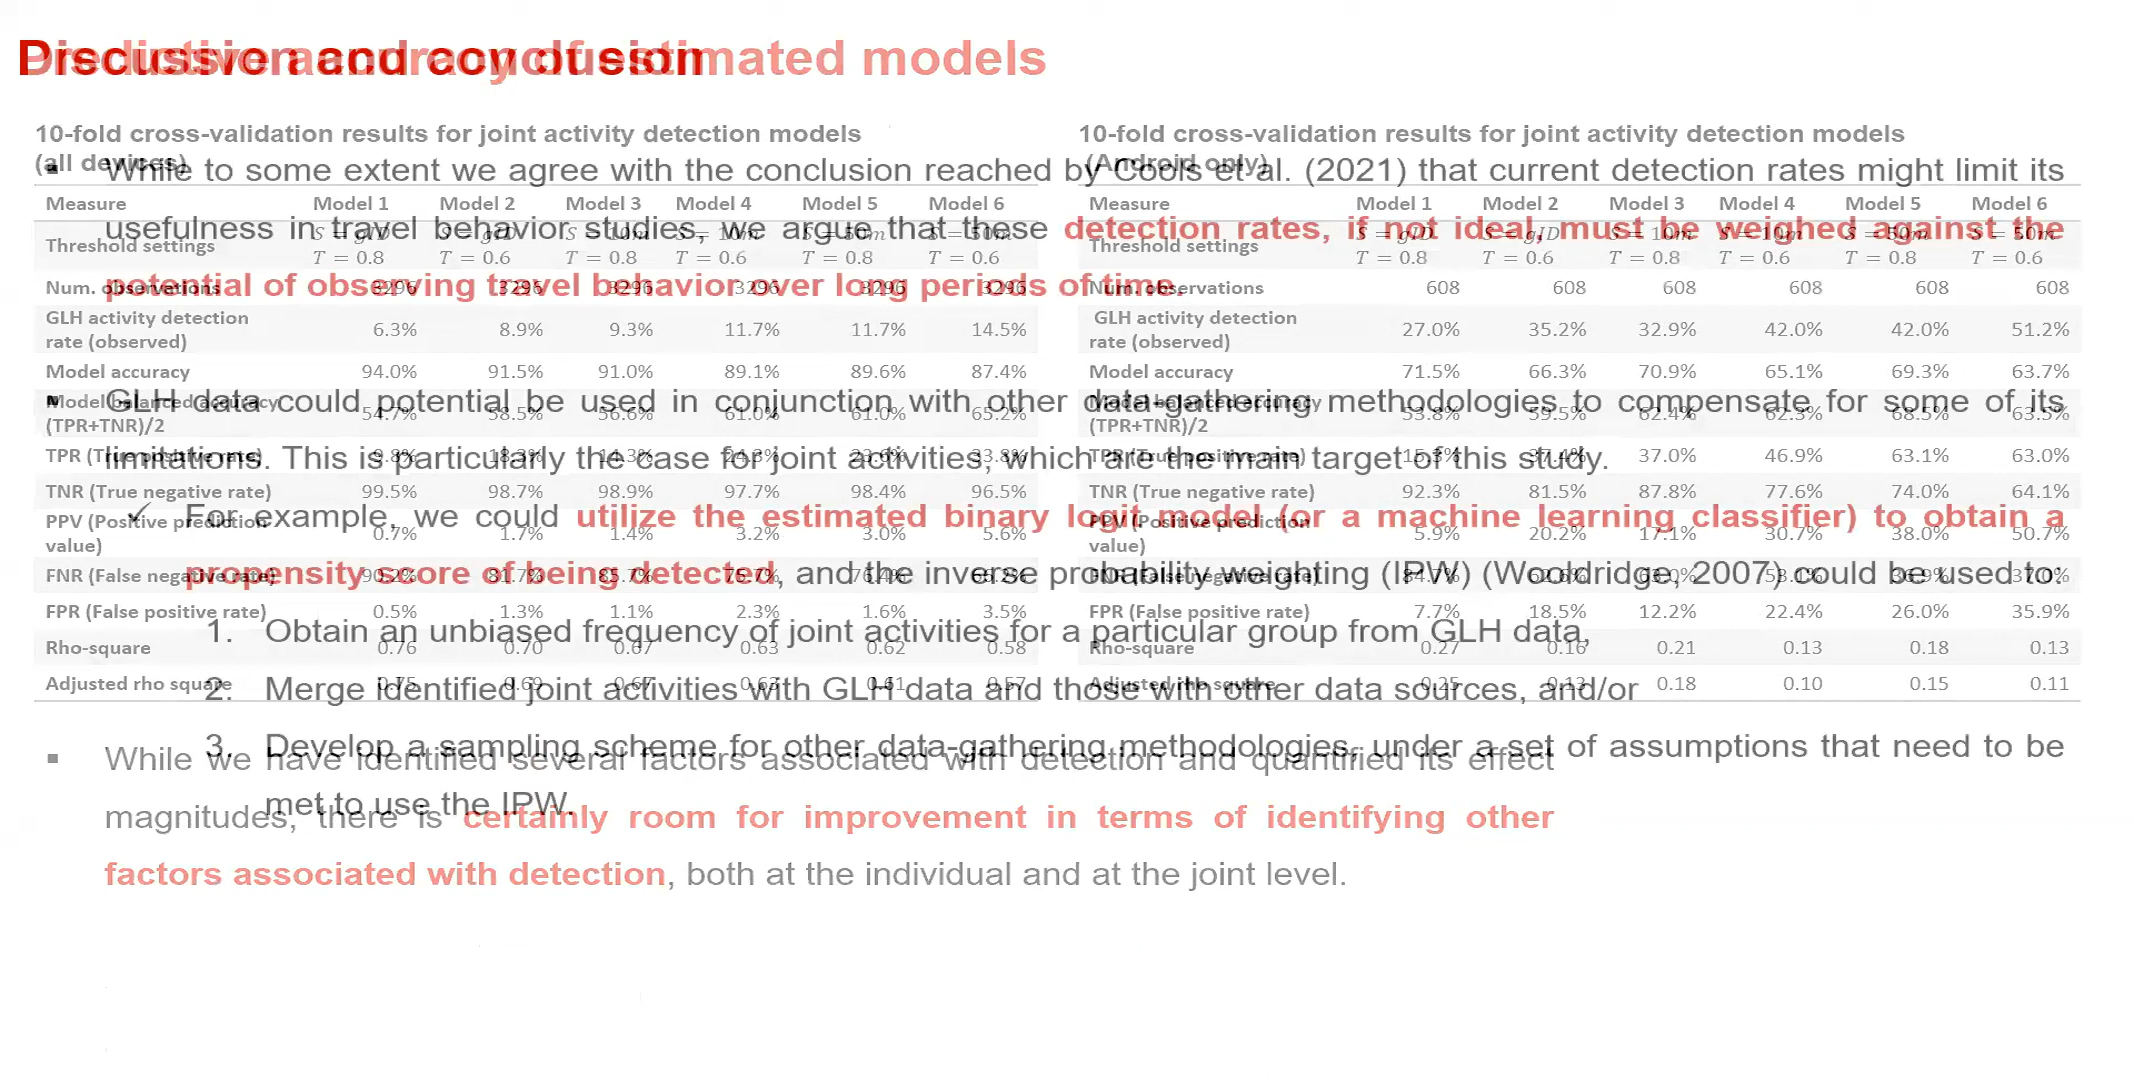 Discussion and conclusion
Predictive accuracy of estimated models
10-fold cross-validation results for joint activity detection models
(all devices)
Measure Model 1 Model 2 Model 3 Model 4 Model 5 Model 6
Threshold settings S = gID S = gID S = 10m S = 10m S = 50m S = 50m
T = 0.8 T = 0.6 T = 0.8 T = 0.6 T = 0.8 T = 0.6
Num. observations 3296 3296 3296 3296 3296 3296
GLH activity detection
rate (observed) 6.3% 8.9% 9.3% 11.7% 11.7% 14.5%
Model accuracy 94.0% 91.5% 91.0% 89.1% 89.6% 87.4%
Model balanced accuracy
(TPR+TNR)/2 54.7% 58.5% 56.6% 61.0% 61.0% 65.2%
TPR (True positive rate) 9.8% 18.3% 14.3% 24.3% 23.6% 33.8%
TNR (True negative rate) 99.5% 98.7% 98.9% 97.7% 98.4% 96.5%
PPV (Positive prediction
value) 0.7% 1.7% 1.4% 3.2% 3.0% 5.6%
FNR (False negative rate) 90.2% 81.7% 85.7% 75.7% 76.4% 66.2%
FPR (False positive rate) 0.5% 1.3% 1.1% 2.3% 1.6% 3.5%
Rho-square 0.76 0.70 0.67 0.63 0.62 0.58
Adjusted rho square 0.75 0.69 0.67 0.63 0.61 0.57
10-fold cross-validation results for joint activity detection models
(Android only)
Measure Model 1 Model 2 Model 3 Model 4 Model 5 Model 6
Threshold settings S = gID S = gID S = 10m S = 10m S = 50m S = 50m
T = 0.8 T = 0.6 T = 0.8 T = 0.6 T = 0.8 T = 0.6
Num. observations 608 608 608 608 608 608
GLH activity detection
rate (observed) 27.0% 35.2% 32.9% 42.0% 42.0% 51.2%
Model accuracy 71.5% 66.3% 70.9% 65.1% 69.3% 63.7%
Model balanced accuracy
(TPR+TNR)/2 53.8% 59.5% 62.4% 62.3% 68.5% 63.5%
TPR (True positive rate) 15.3% 37.4% 37.0% 46.9% 63.1% 63.0%
TNR (True negative rate) 92.3% 81.5% 87.8% 77.6% 74.0% 64.1%
PPV (Positive prediction
value) 5.9% 20.2% 17.1% 30.7% 38.0% 50.7%
FNR (False negative rate) 84.7% 62.6% 63.0% 53.1% 36.9% 37.0%
FPR (False positive rate) 7.7% 18.5% 12.2% 22.4% 26.0% 35.9%
Rho-square 0.27 0.16 0.21 0.13 0.18 0.13
Adjusted rho square 0.25 0.13 0.18 0.10 0.15 0.11
▪ While we have identified several factors associated with detection and quantified its effect
magnitudes, there is certainly room for improvement in terms of identifying other
factors associated with detection, both at the individual and at the joint level.
▪ While to some extent we agree with the conclusion reached by Cools et al. (2021) that current detection rates might limit its
usefulness in travel behavior studies, we argue that these detection rates, if not ideal, must be weighed against the
potential of observing travel behavior over long periods of time.
▪ GLH data could potential be used in conjunction with other data-gathering methodologies to compensate for some of its
limitations. This is particularly the case for joint activities, which are the main target of this study.
✓ For example, we could utilize the estimated binary logit model (or a machine learning classifier) to obtain a
propensity score of being detected, and the inverse probability weighting (IPW) (Wooldridge, 2007) could be used to:
1. Obtain an unbiased frequency of joint activities for a particular group from GLH data,
2. Merge identified joint activities with GLH data and those with other data sources, and/or
3. Develop a sampling scheme for other data-gathering methodologies, under a set of assumptions that need to be
met to use the IPW.